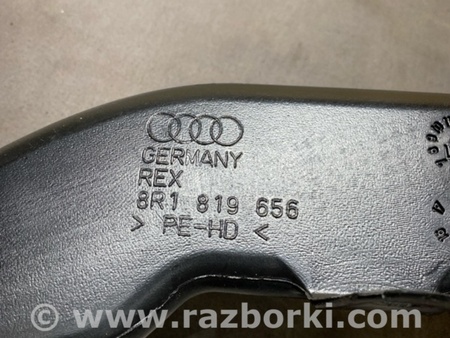 GERMANY
REX
8R1 819 656
> PE-HD <
www.razborki.com